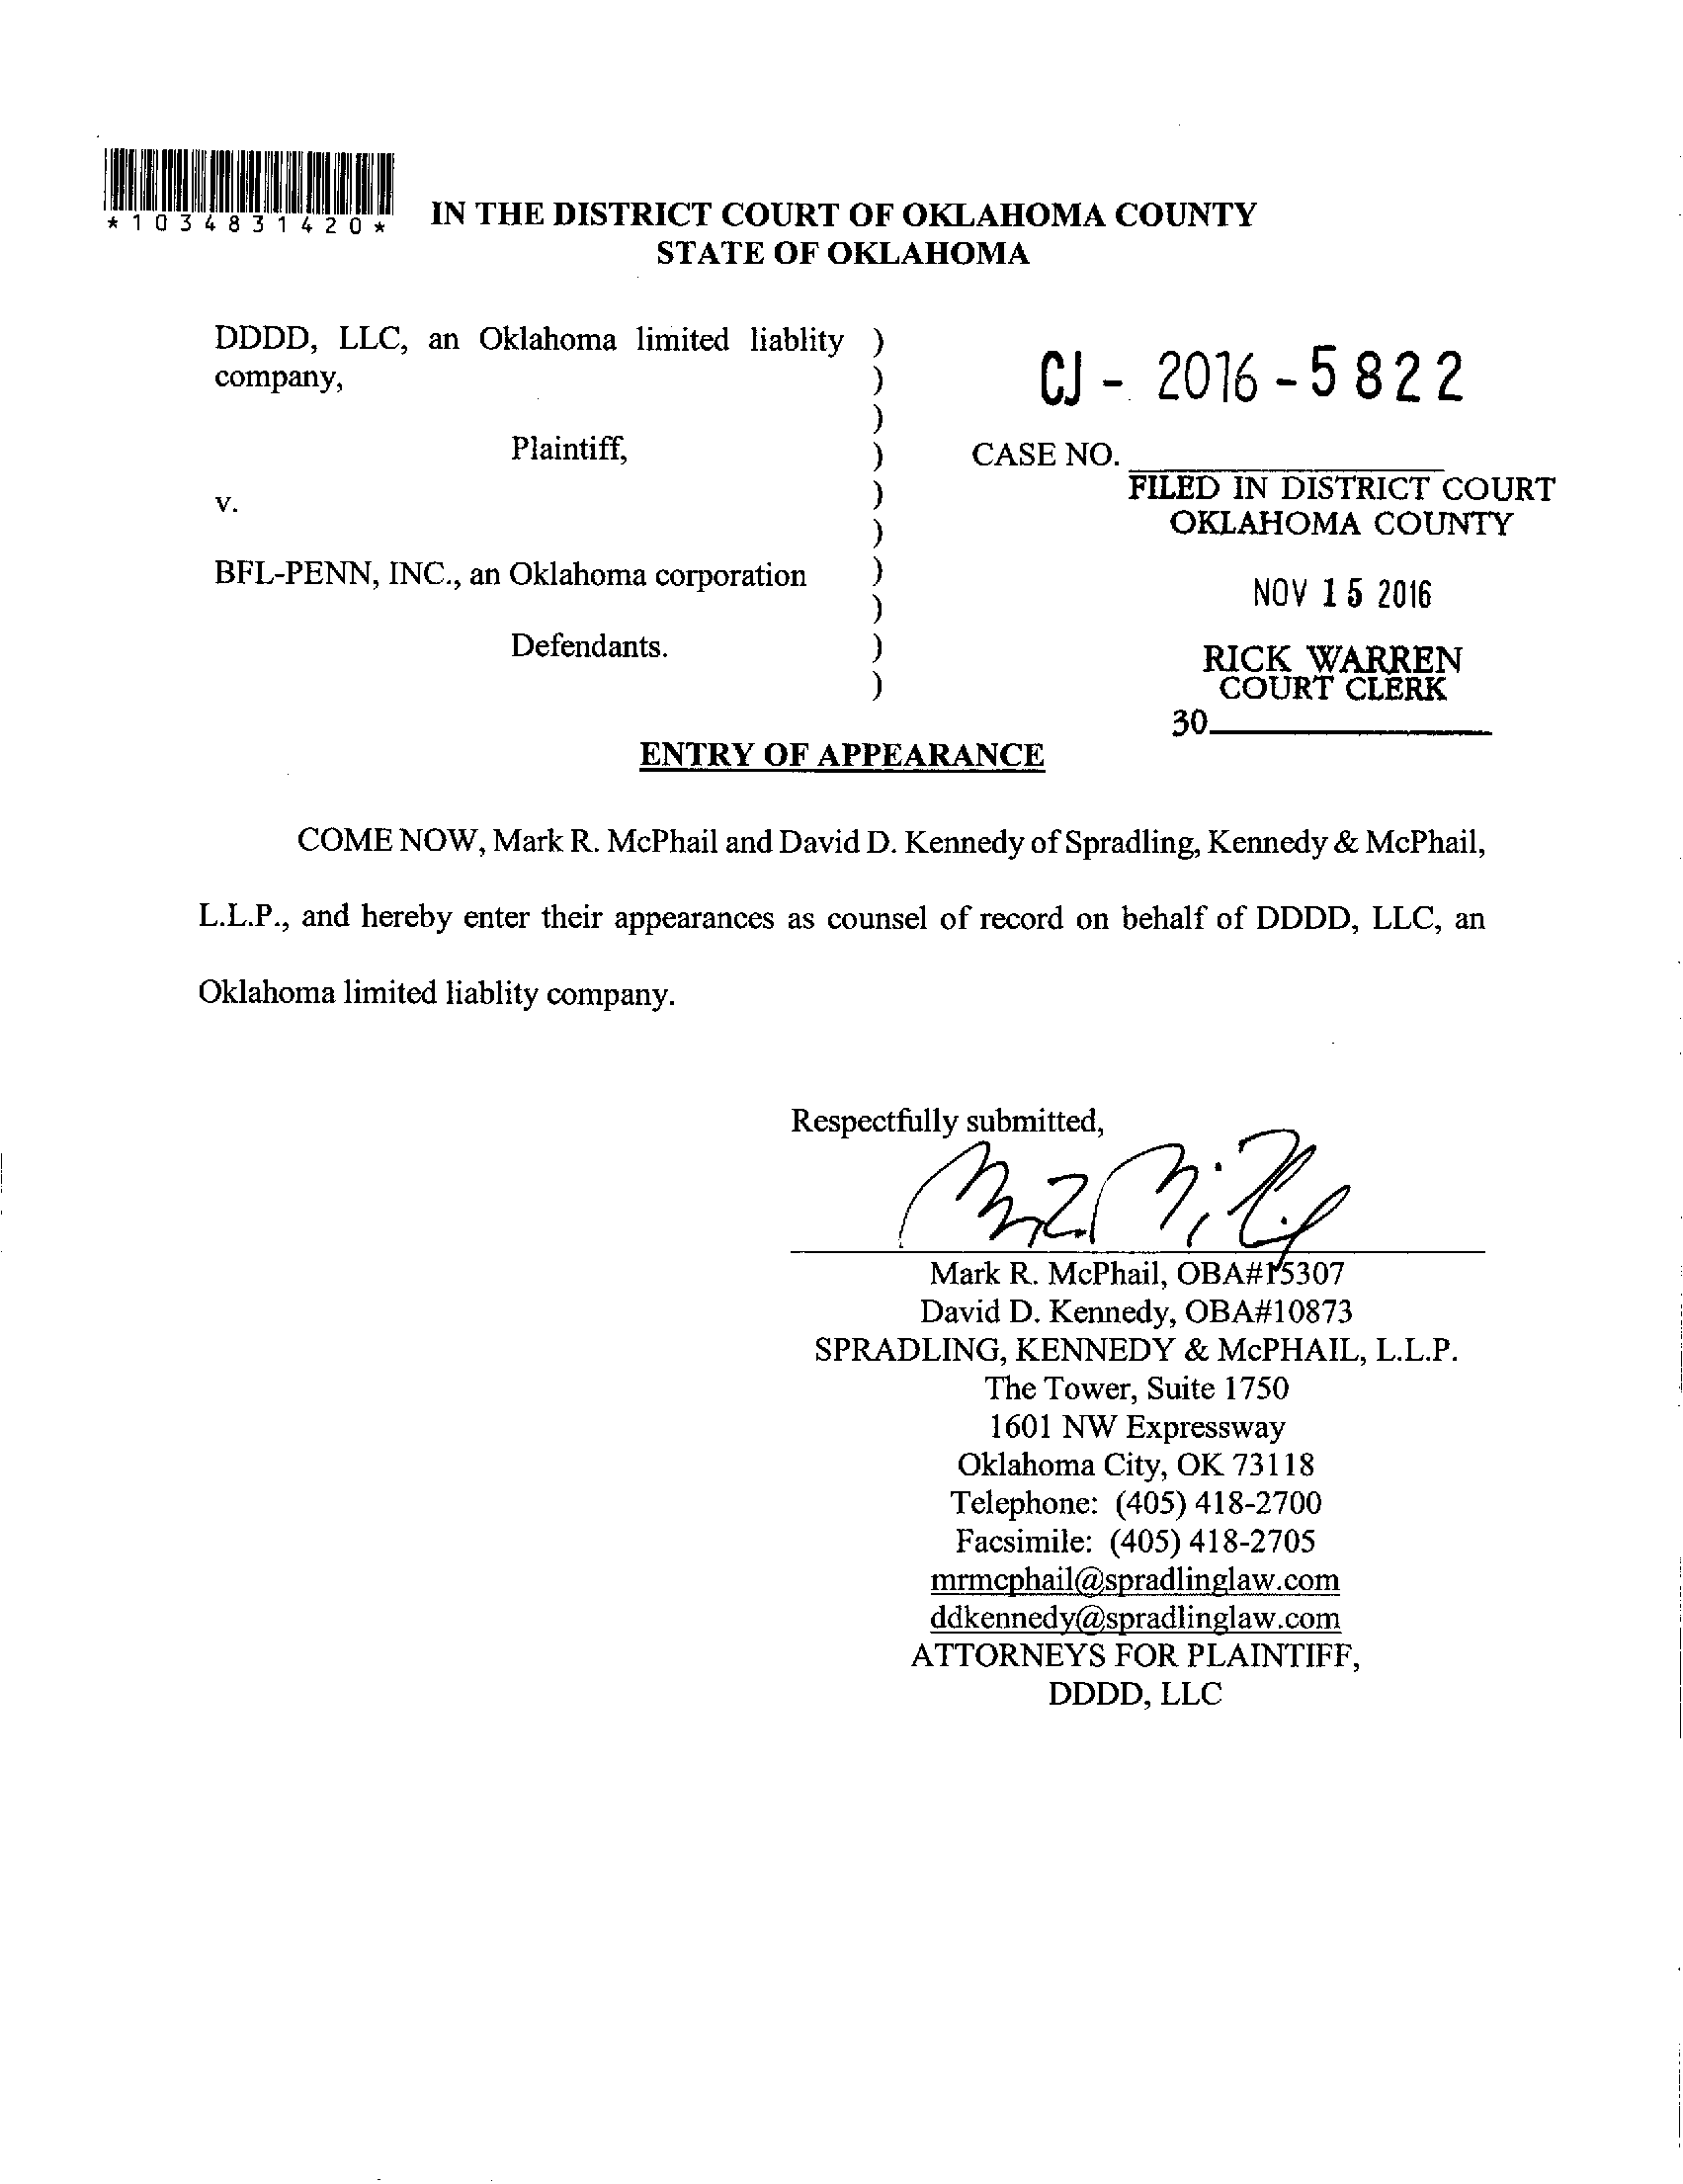 *1034831420*
IN THE DISTRICT COURT OF OKLAHOMA COUNTY
STATE OF OKLAHOMA
DDDD, LLC, an Oklahoma limited liablity )
company, )
)
Plaintiff, )
v. )
)
BFL-PENN, INC., an Oklahoma corporation )
)
Defendants. )
)
CJ - 2016 - 5822
CASE NO.
FILED IN DISTRICT COURT
OKLAHOMA COUNTY
NOV 15 2016
RICK WARREN
COURT CLERK
30
ENTRY OF APPEARANCE
COME NOW, Mark R. McPhail and David D. Kennedy of Spradling, Kennedy & McPhail,
L.L.P., and hereby enter their appearances as counsel of record on behalf of DDDD, LLC, an
Oklahoma limited liablity company.
Respectfully submitted,
Mark R. McPhail, OBA#15307
David D. Kennedy, OBA#10873
SPRADLING, KENNEDY & McPHAIL, L.L.P.
The Tower, Suite 1750
1601 NW Expressway
Oklahoma City, OK 73118
Telephone: (405) 418-2700
Facsimile: (405) 418-2705
mrmcphail@spradlinglaw.com
ddkennedy@spradlinglaw.com
ATTORNEYS FOR PLAINTIFF,
DDDD, LLC